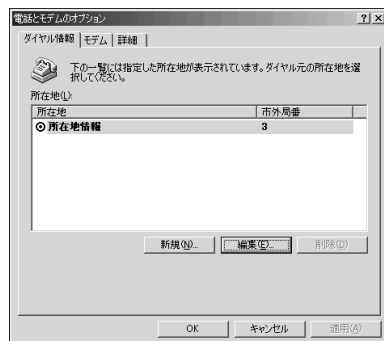 電話とモデムのオプション
ダイヤル情報 モデム 詳細
下の一覧には指定した所在地が表示されています。ダイヤル元の所在地を選
択してください。
所在地(L):
所在地 市外局番
所在地情報 3
新規(N)... 編集(E)... 削除(D)
OK キャンセル 適用(A)